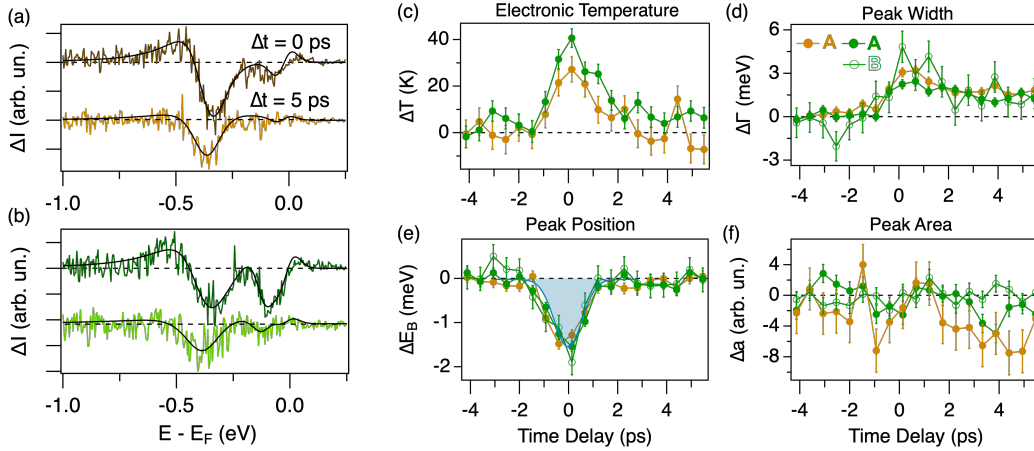 (a)
ΔI (arb. un.)
Δt = 0 ps
Δt = 5 ps
-1.0
-0.5
0.0
(b)
ΔI (arb. un.)
-1.0
-0.5
0.0
E - E_F (eV)
(c)
Electronic Temperature
ΔT (K)
40
20
0
-4
-2
0
2
4
(d)
Peak Width
ΔΓ (meV)
6
3
0
-3
A
A
B
-4
-2
0
2
4
(e)
Peak Position
ΔE_B (meV)
0
-1
-2
-4
-2
0
2
4
Time Delay (ps)
(f)
Peak Area
Δa (arb. un.)
4
0
-4
-8
-4
-2
0
2
4
Time Delay (ps)